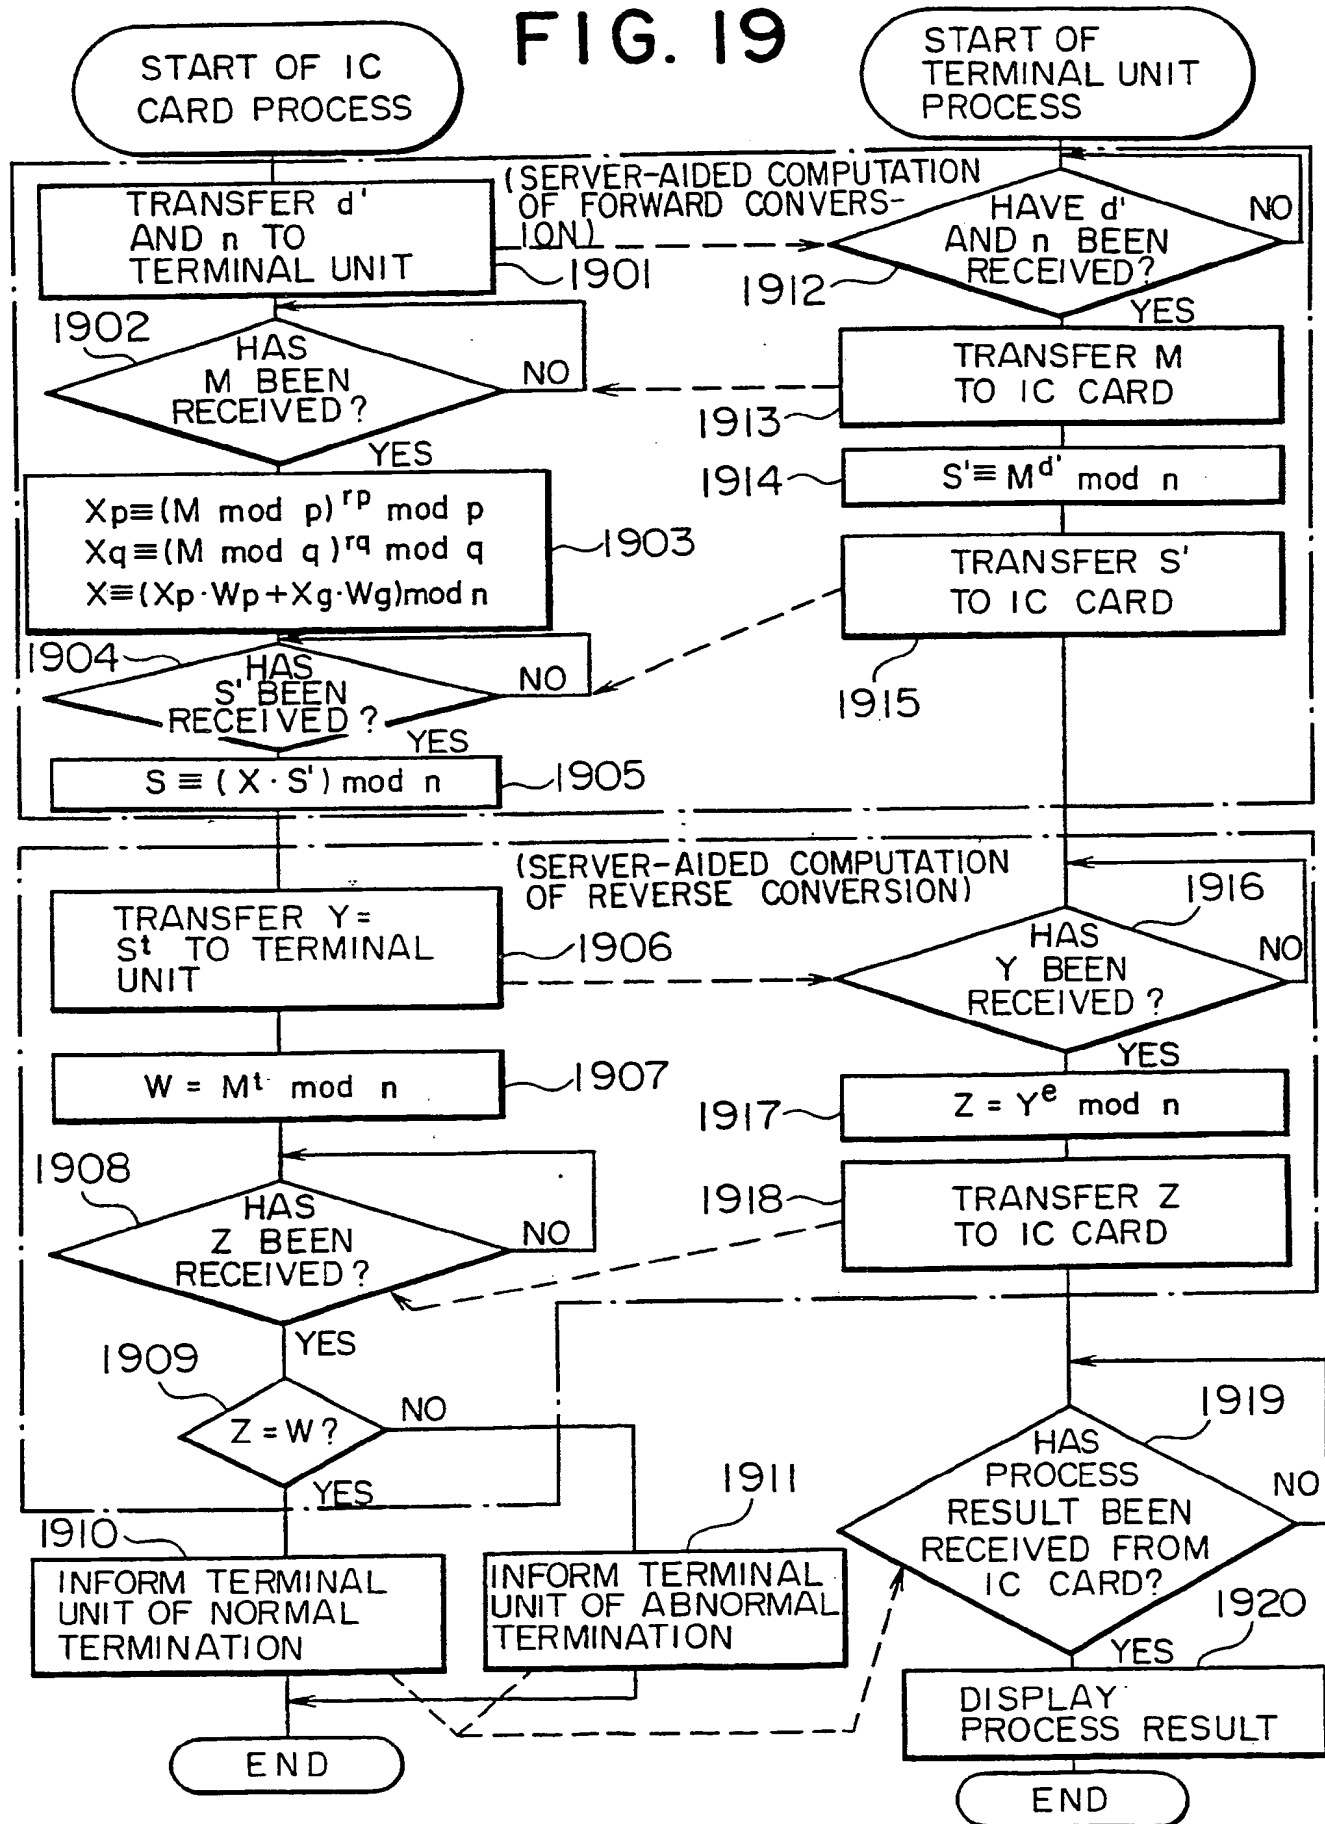 FIG. 19
START OF IC
CARD PROCESS
START OF
TERMINAL UNIT
PROCESS
(SERVER-AIDED COMPUTATION
OF FORWARD CONVERS-
ION)
TRANSFER d'
AND n TO
TERMINAL UNIT
1901
HAVE d'
AND n BEEN
RECEIVED?
NO
1912
YES
1902
HAS
M BEEN
RECEIVED?
NO
YES
TRANSFER M
TO IC CARD
1913
1914
S'≡M^d' mod n
Xp≡(M mod p)^rp mod p
Xq≡(M mod q)^rq mod q
X≡(Xp·Wp+Xg·Wg)mod n
1903
TRANSFER S'
TO IC CARD
1915
1904
HAS
S' BEEN
RECEIVED?
NO
YES
S ≡ (X · S') mod n
1905
(SERVER-AIDED COMPUTATION
OF REVERSE CONVERSION)
TRANSFER Y=
S^t TO TERMINAL
UNIT
1906
1916
HAS
Y BEEN
RECEIVED?
NO
YES
W = M^t mod n
1907
1917
Z = Y^e mod n
1908
HAS
Z BEEN
RECEIVED?
NO
YES
1918
TRANSFER Z
TO IC CARD
1909
Z = W?
NO
YES
1919
HAS
PROCESS
RESULT BEEN
RECEIVED FROM
IC CARD?
NO
YES
1910
INFORM TERMINAL
UNIT OF NORMAL
TERMINATION
1911
INFORM TERMINAL
UNIT OF ABNORMAL
TERMINATION
1920
DISPLAY
PROCESS RESULT
END
END